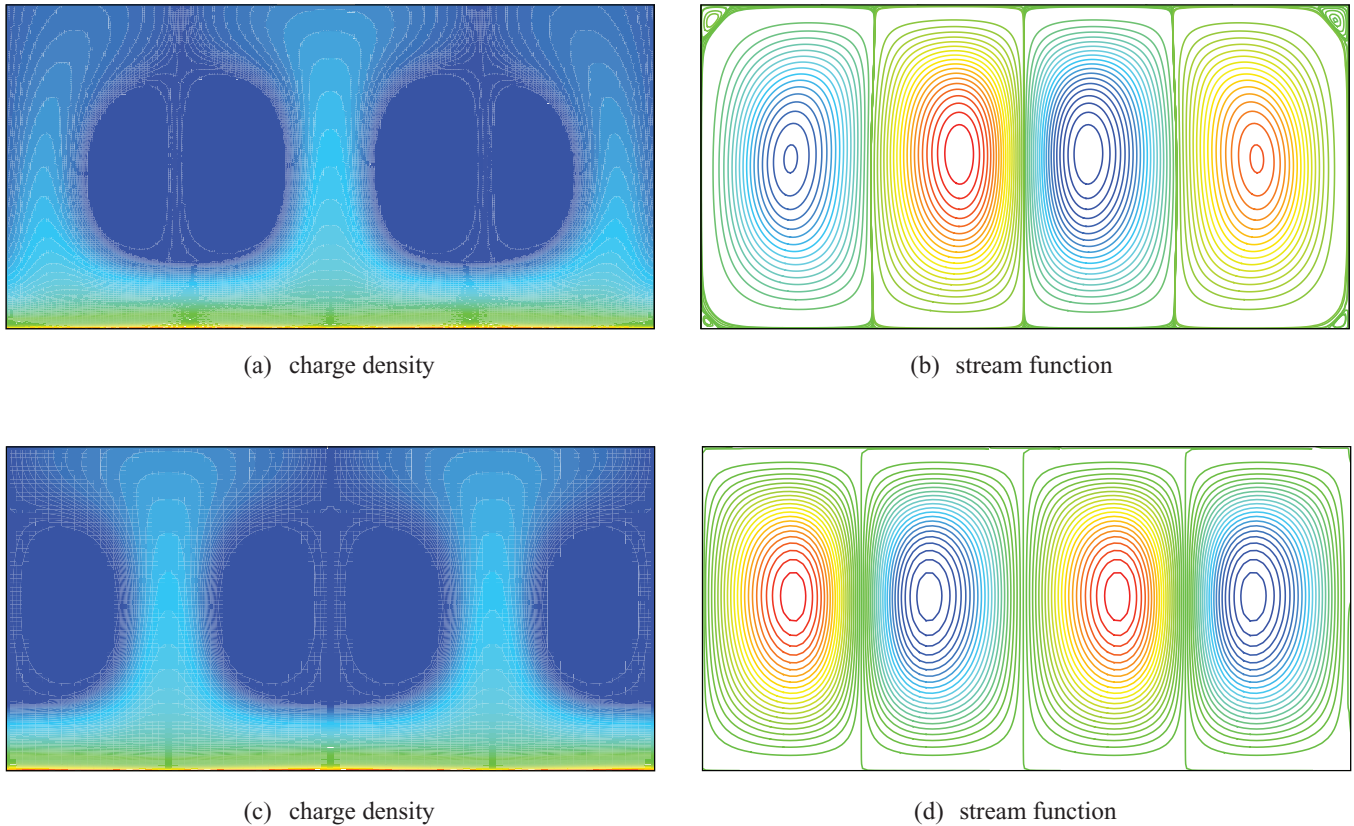 (a) charge density
(b) stream function
(c) charge density
(d) stream function